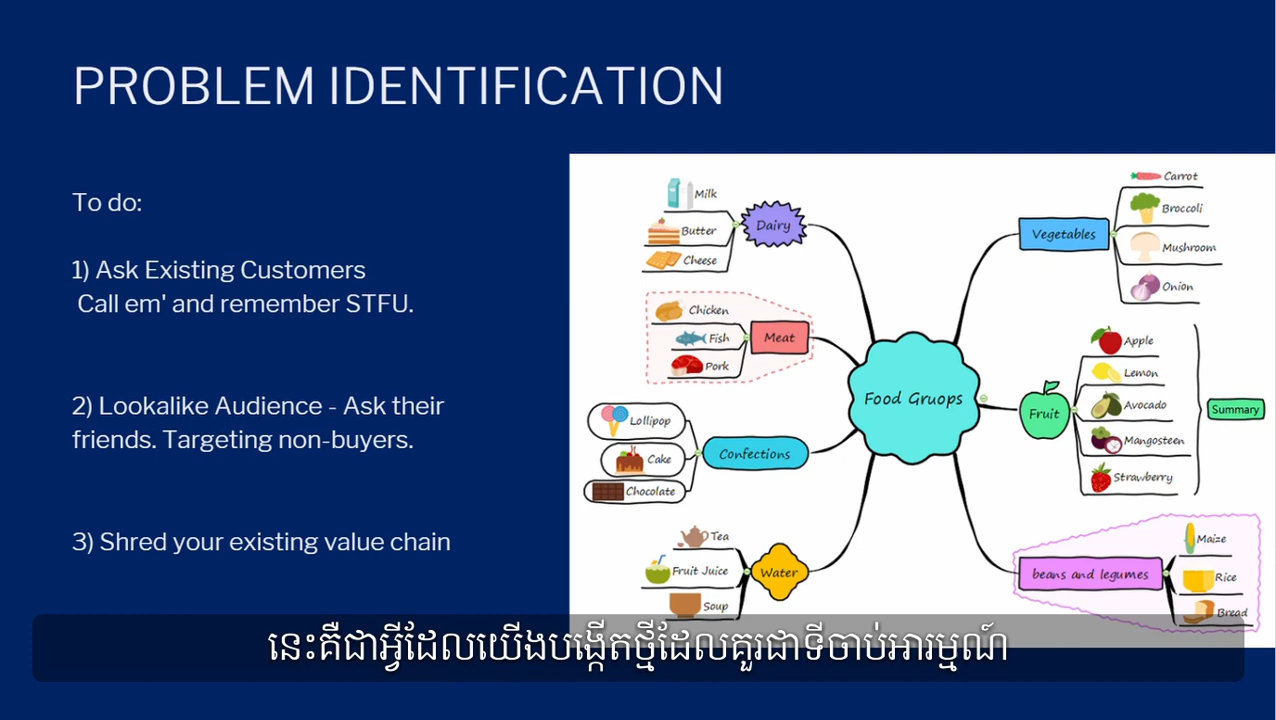 PROBLEM IDENTIFICATION
To do:
1) Ask Existing Customers
Call em' and remember STFU.
2) Lookalike Audience - Ask their
friends. Targeting non-buyers.
3) Shred your existing value chain
Milk
Butter
Cheese
Dairy
Chicken
Fish
Pork
Meat
Lollipop
Cake
Chocolate
Confections
Tea
Fruit Juice
Soup
Water
Food Gruops
Vegetables
Carrot
Broccoli
Mushroom
Onion
Fruit
Apple
Lemon
Avocado
Mangosteen
Strawberry
Summary
beans and legumes
Maize
Rice
Bread
នេះគឺជាអ្វីដែលយើងបង្កើតថ្មីដែលគួរជាទីចាប់អារម្មណ៍